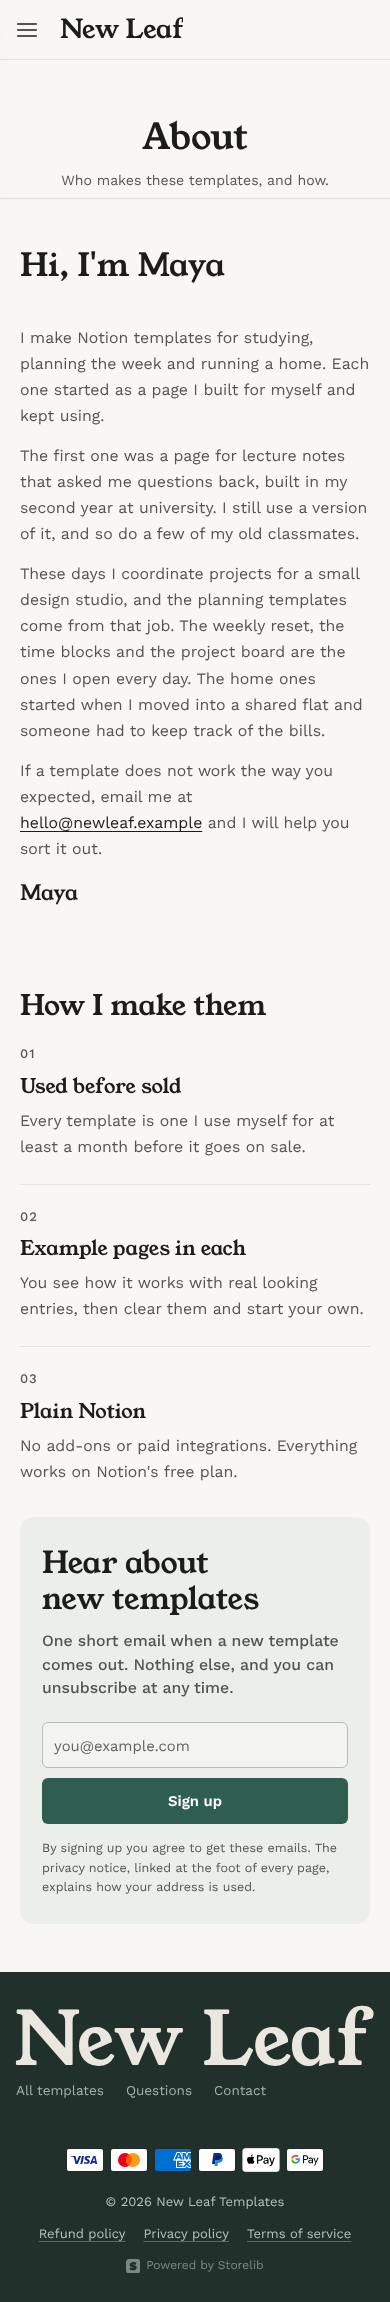 New Leaf
About
Who makes these templates, and how.
Hi, I'm Maya
I make Notion templates for studying,
planning the week and running a home. Each
one started as a page I built for myself and
kept using.
The first one was a page for lecture notes
that asked me questions back, built in my
second year at university. I still use a version
of it, and so do a few of my old classmates.
These days I coordinate projects for a small
design studio, and the planning templates
come from that job. The weekly reset, the
time blocks and the project board are the
ones I open every day. The home ones
started when I moved into a shared flat and
someone had to keep track of the bills.
If a template does not work the way you
expected, email me at
hello@newleaf.example and I will help you
sort it out.
Maya
How I make them
01
Used before sold
Every template is one I use myself for at
least a month before it goes on sale.
02
Example pages in each
You see how it works with real looking
entries, then clear them and start your own.
03
Plain Notion
No add-ons or paid integrations. Everything
works on Notion's free plan.
Hear about
new templates
One short email when a new template
comes out. Nothing else, and you can
unsubscribe at any time.
you@example.com
Sign up
By signing up you agree to get these emails. The
privacy notice, linked at the foot of every page,
explains how your address is used.
New Leaf
All templates Questions Contact
VISA AMEX Apple Pay G Pay
© 2026 New Leaf Templates
Refund policy Privacy policy Terms of service
Powered by Storelib